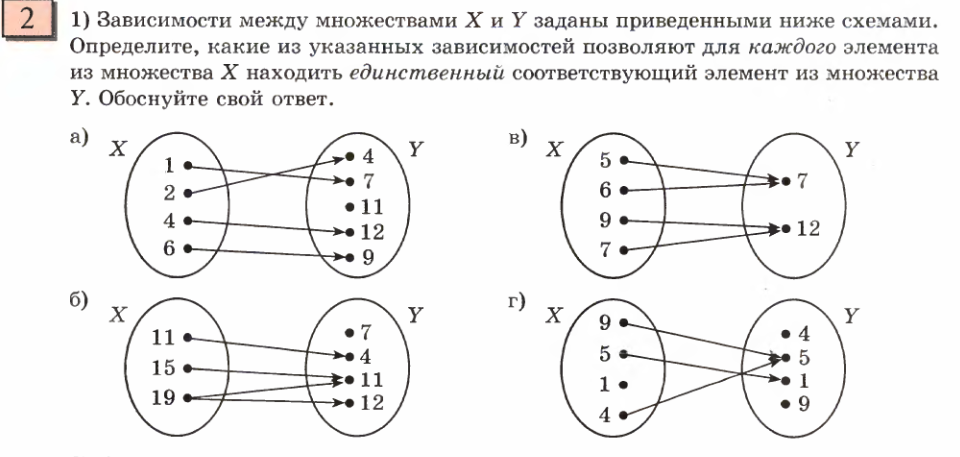 2
1) Зависимости между множествами X и Y заданы приведенными ниже схемами.
Определите, какие из указанных зависимостей позволяют для каждого элемента
из множества X находить единственный соответствующий элемент из множества
Y. Обоснуйте свой ответ.
а)
X
Y
1
2
4
6
4
7
11
12
9
в)
X
Y
5
6
9
7
7
12
б)
X
Y
11
15
19
7
4
11
12
г)
X
Y
9
5
1
4
4
5
1
9